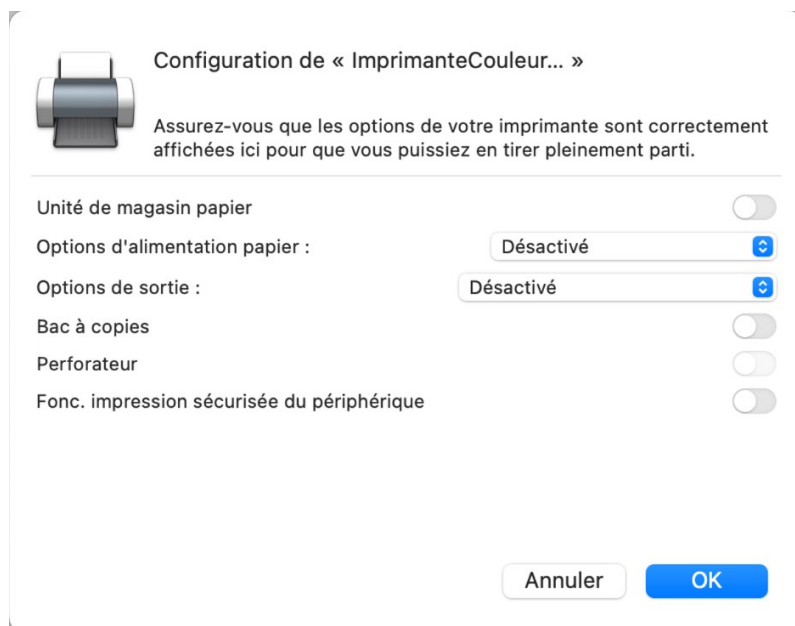 Configuration de « ImprimanteCouleur... »
Assurez-vous que les options de votre imprimante sont correctement
affichées ici pour que vous puissiez en tirer pleinement parti.
Unité de magasin papier
Options d'alimentation papier : Désactivé
Options de sortie : Désactivé
Bac à copies
Perforateur
Fonc. impression sécurisée du périphérique
Annuler OK